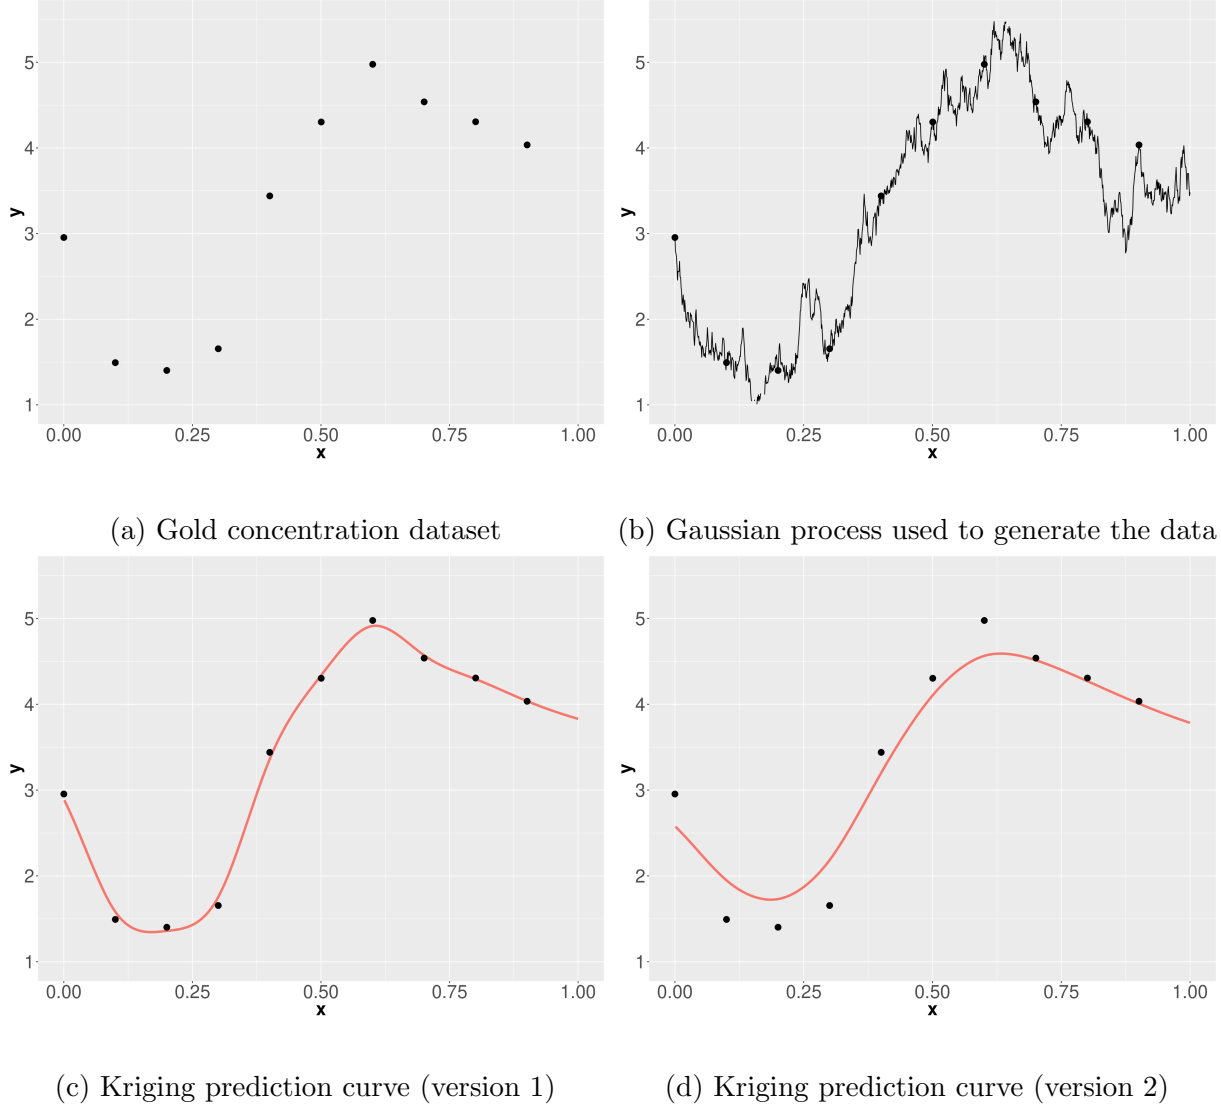 5
4
3
2
1
y
0.00 0.25 0.50 0.75 1.00
x
(a) Gold concentration dataset
5
4
3
2
1
y
0.00 0.25 0.50 0.75 1.00
x
(b) Gaussian process used to generate the data
5
4
3
2
1
y
0.00 0.25 0.50 0.75 1.00
x
(c) Kriging prediction curve (version 1)
5
4
3
2
1
y
0.00 0.25 0.50 0.75 1.00
x
(d) Kriging prediction curve (version 2)